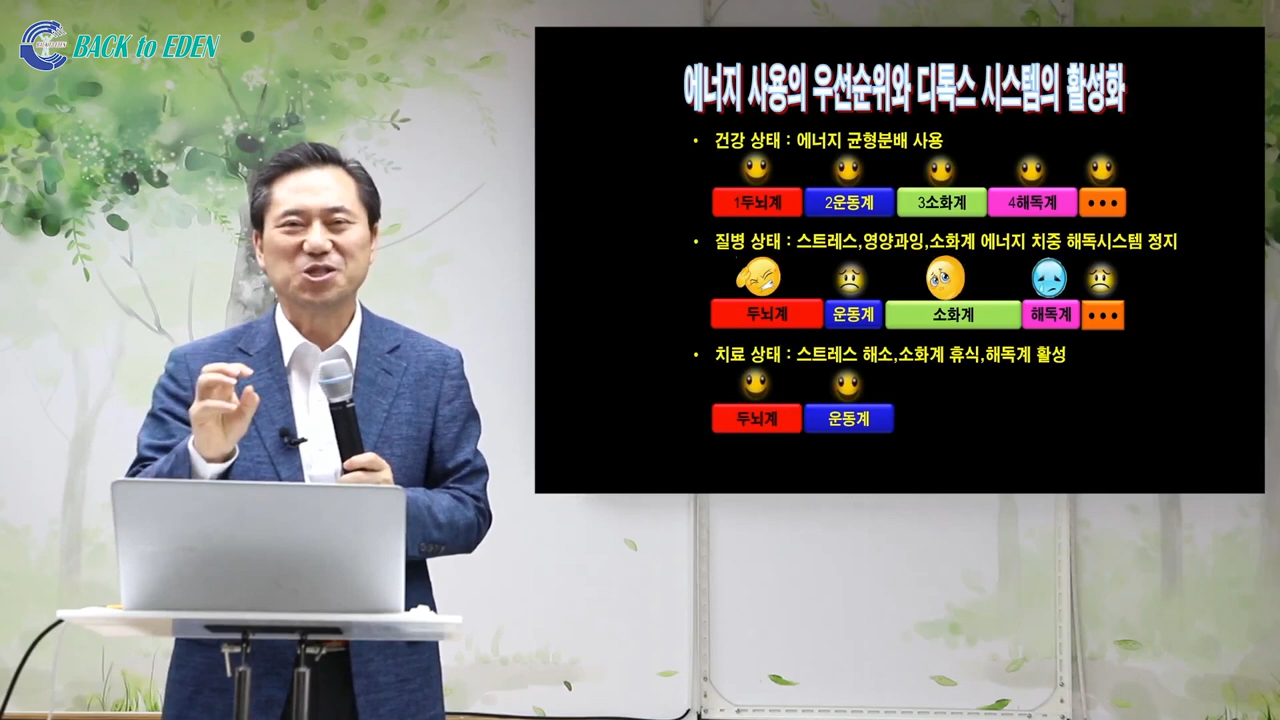 BACK to EDEN
에너지 사용의 우선순위와 디톡스 시스템의 활성화
• 건강 상태 : 에너지 균형분배 사용
1두뇌계 2운동계 3소화계 4해독계 •••
• 질병 상태 : 스트레스,영양과잉,소화계 에너지 치중 해독시스템 정지
두뇌계 운동계 소화계 해독계 •••
• 치료 상태 : 스트레스 해소,소화계 휴식,해독계 활성
두뇌계 운동계